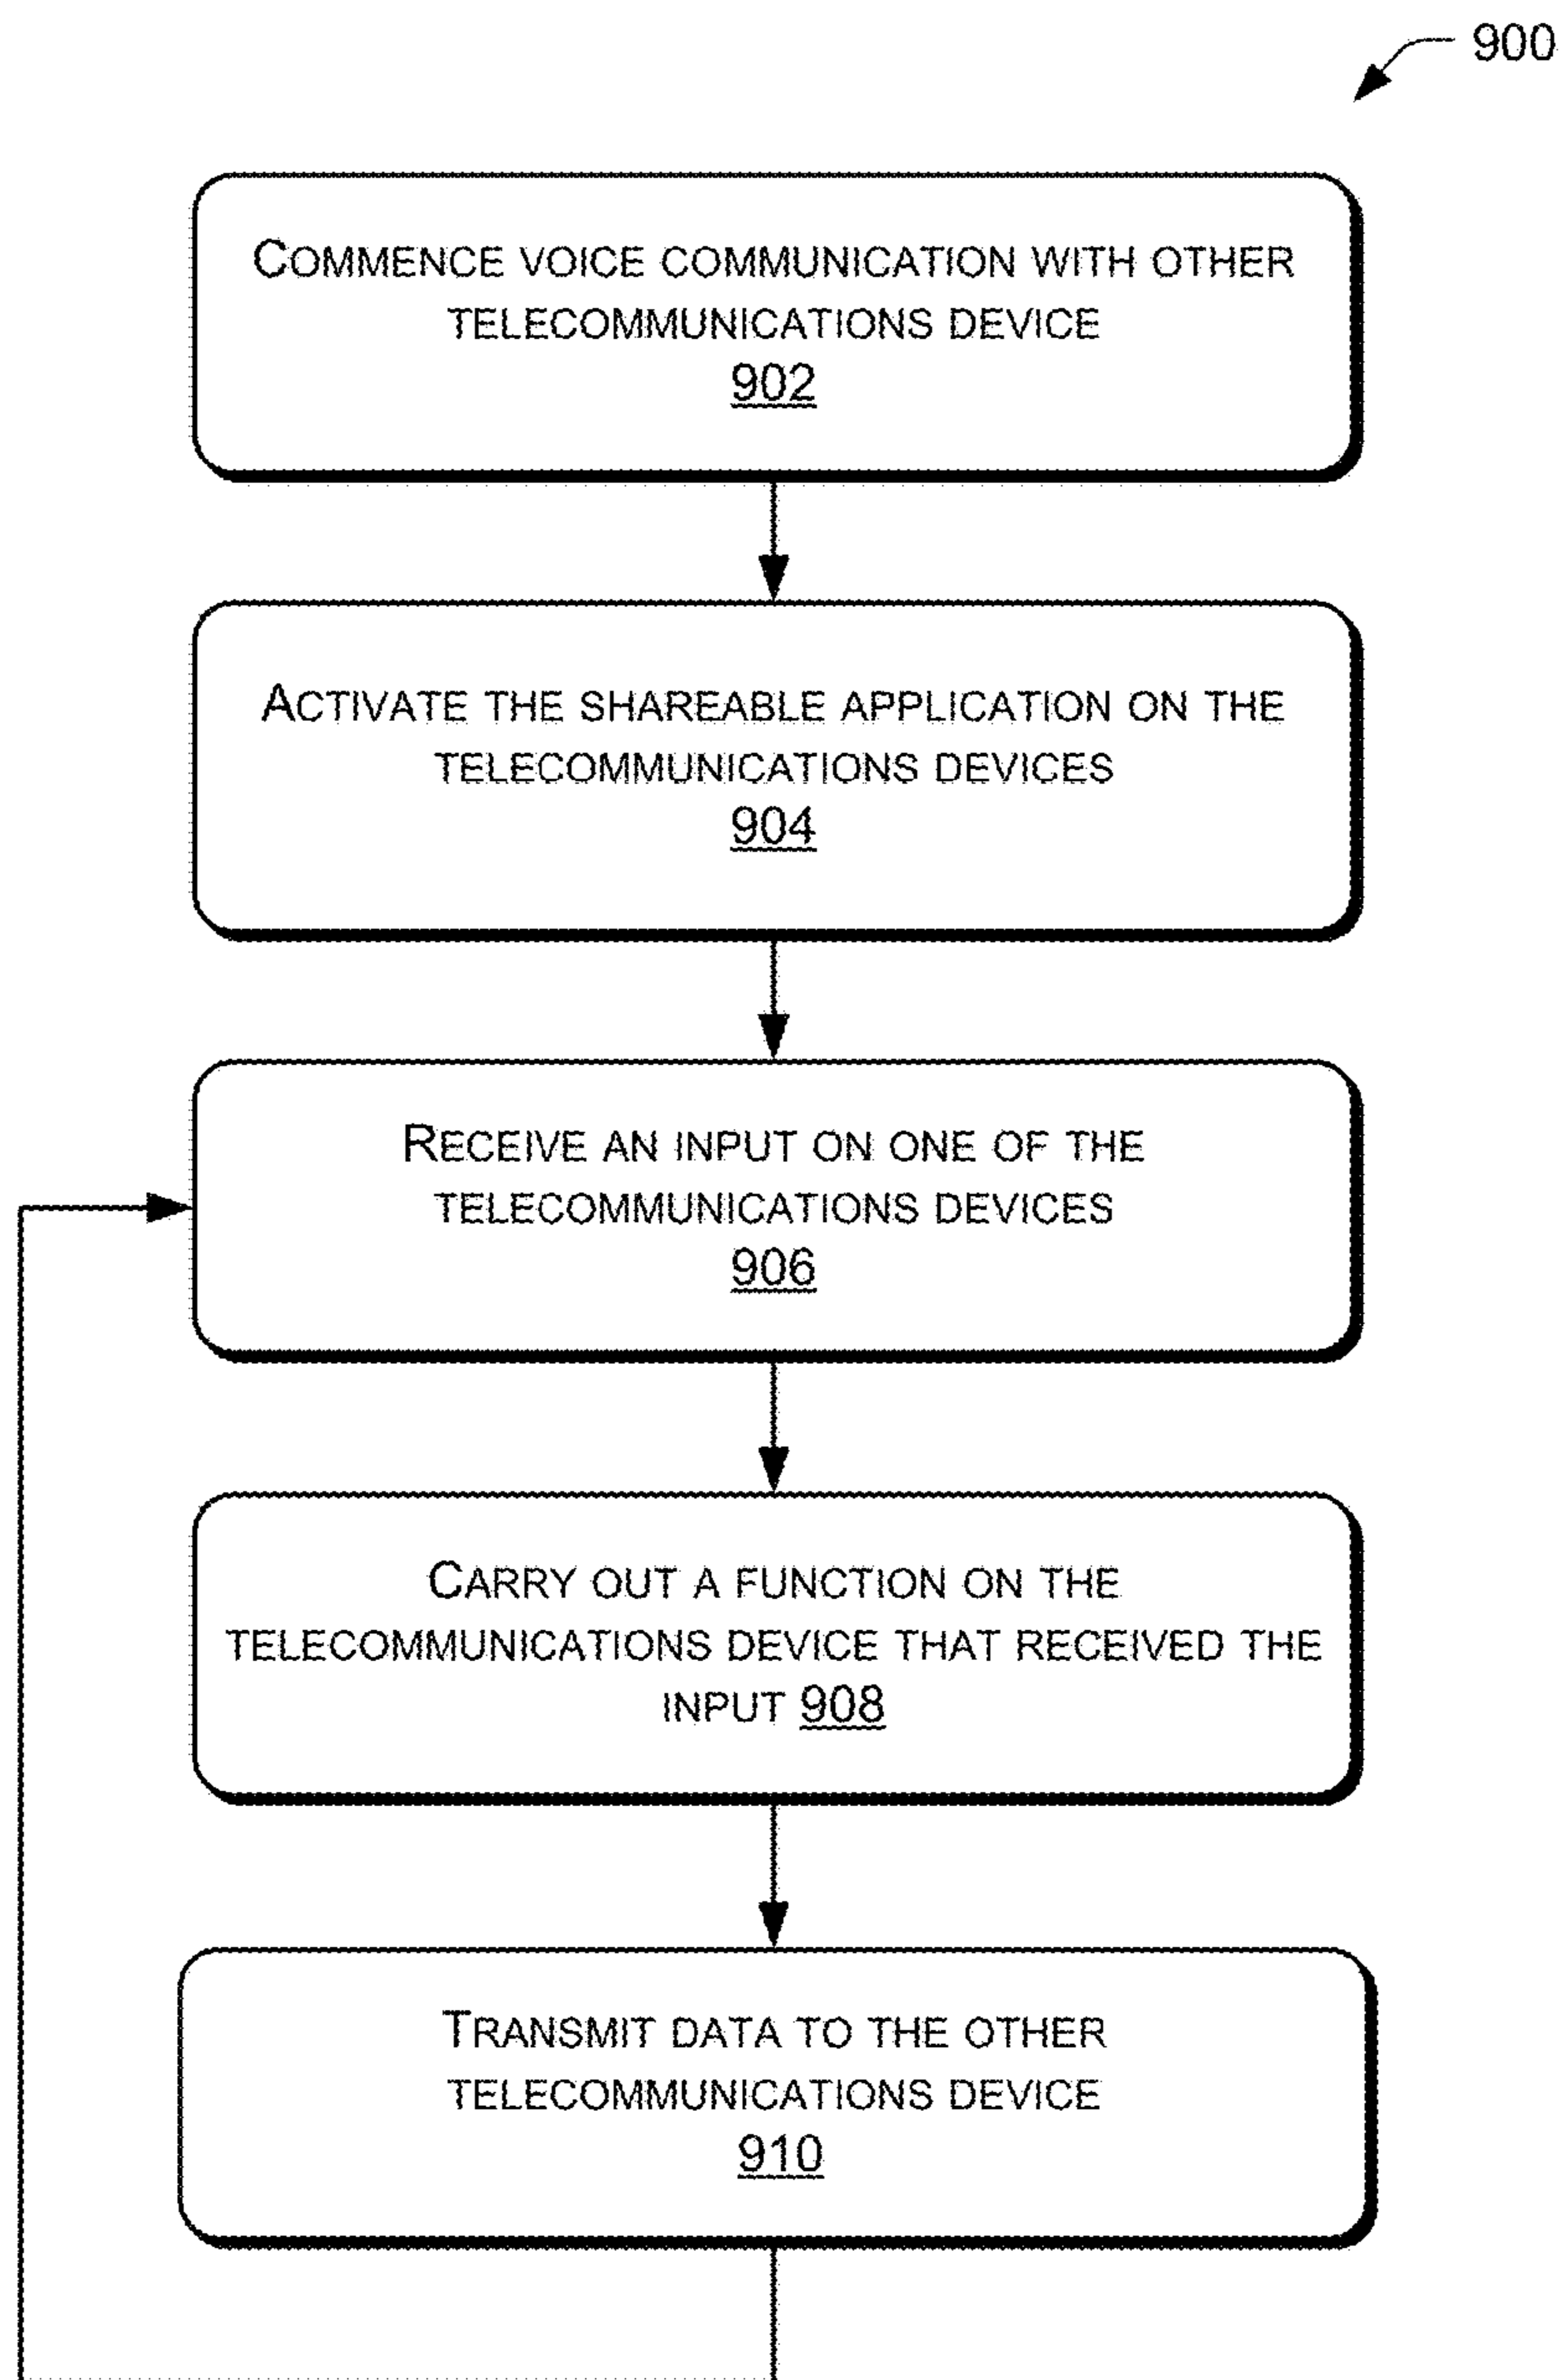 900
COMMENCE VOICE COMMUNICATION WITH OTHER
TELECOMMUNICATIONS DEVICE
902
ACTIVATE THE SHAREABLE APPLICATION ON THE
TELECOMMUNICATIONS DEVICES
904
RECEIVE AN INPUT ON ONE OF THE
TELECOMMUNICATIONS DEVICES
906
CARRY OUT A FUNCTION ON THE
TELECOMMUNICATIONS DEVICE THAT RECEIVED THE
INPUT 908
TRANSMIT DATA TO THE OTHER
TELECOMMUNICATIONS DEVICE
910